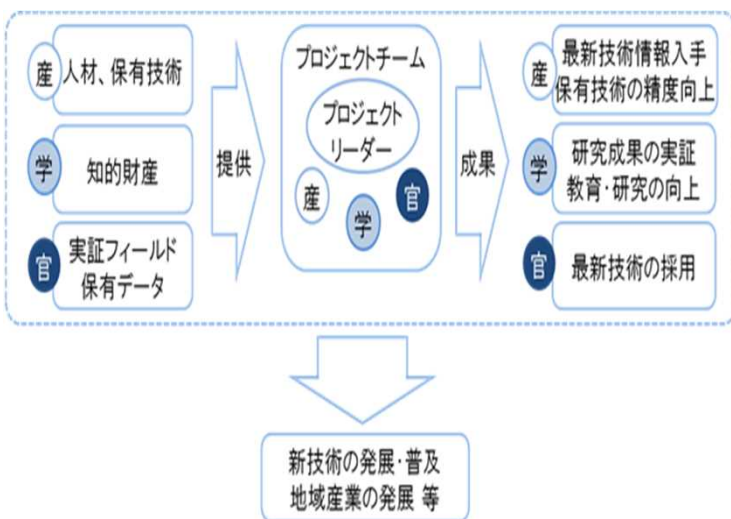 産
人材、保有技術
学
知的財産
官
実証フィールド
保有データ
提供
プロジェクトチーム
プロジェクト
リーダー
産
学
官
成果
産
最新技術情報入手
保有技術の精度向上
学
研究成果の実証
教育・研究の向上
官
最新技術の採用
新技術の発展・普及
地域産業の発展 等